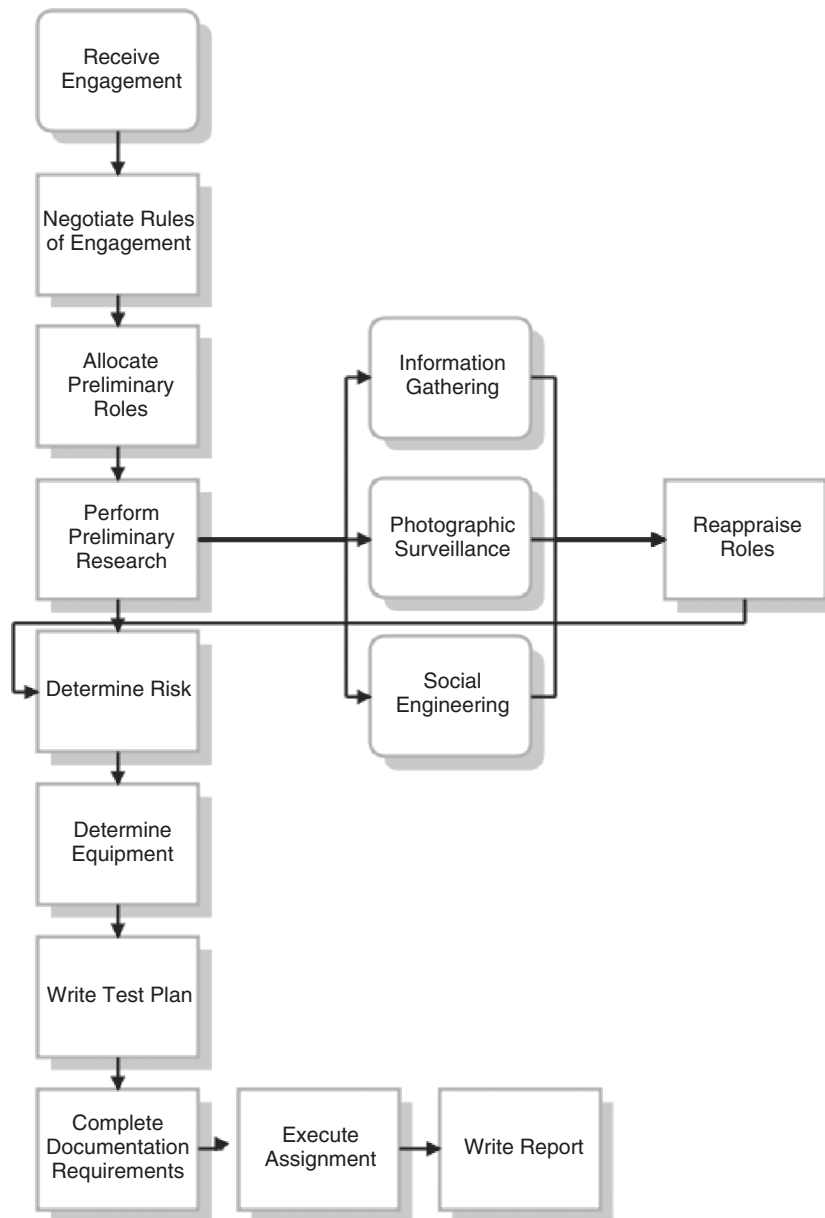 Receive
Engagement
Negotiate Rules
of Engagement
Allocate
Preliminary
Roles
Perform
Preliminary
Research
Information
Gathering
Photographic
Surveillance
Social
Engineering
Reappraise
Roles
Determine Risk
Determine
Equipment
Write Test Plan
Complete
Documentation
Requirements
Execute
Assignment
Write Report